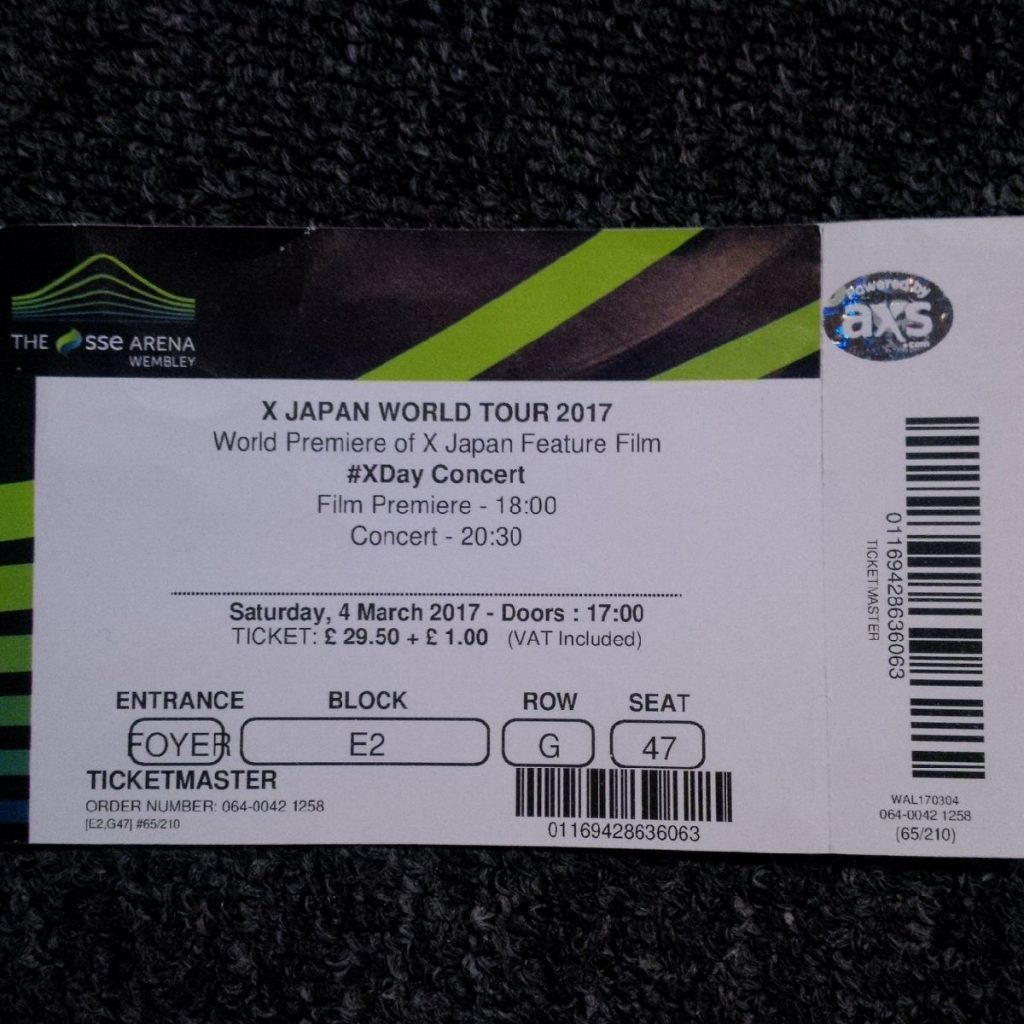 THE sse ARENA
WEMBLEY
X JAPAN WORLD TOUR 2017
World Premiere of X Japan Feature Film
#XDay Concert
Film Premiere - 18:00
Concert - 20:30
Saturday, 4 March 2017 - Doors : 17:00
TICKET: £ 29.50 + £ 1.00 (VAT Included)
ENTRANCE BLOCK ROW SEAT
FOYER E2 G 47
TICKETMASTER
ORDER NUMBER: 064-0042 1258
[E2,G47] #65/210
01169428636063
Powered by
axs
.com
01169428636063
TICKETMASTER
WAL170304
064-0042 1258
(65/210)